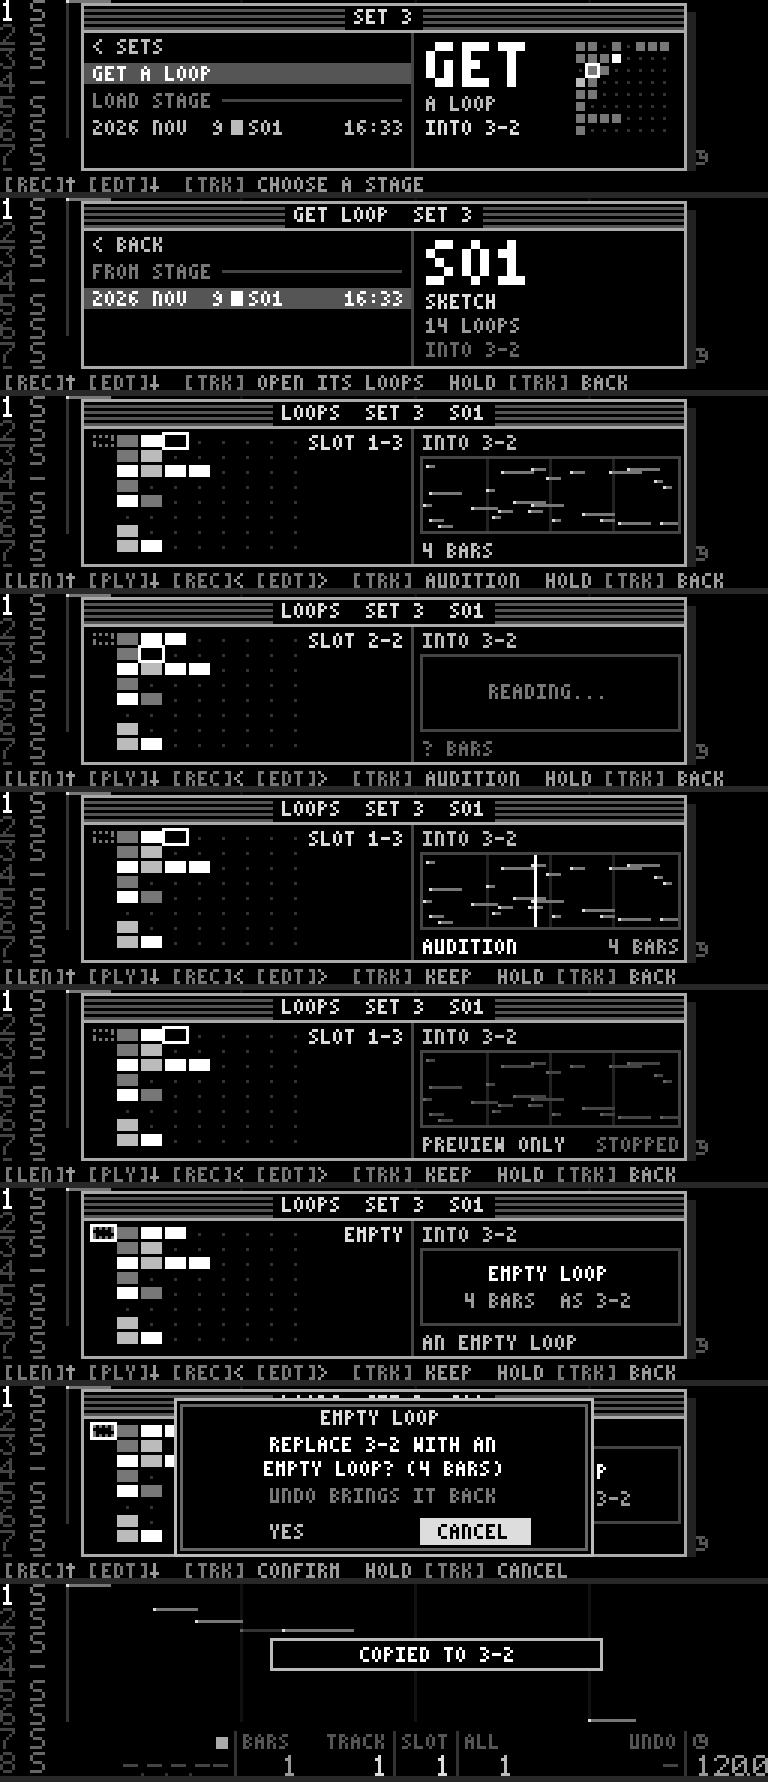 SET 3
< SETS
GET A LOOP
LOAD STAGE
2026 NOV 9 S01 16:33
GET
A LOOP
INTO 3-2
[REC]↑ [EDT]↓ [TRK] CHOOSE A STAGE
GET LOOP SET 3
< BACK
FROM STAGE
2026 NOV 9 S01 16:33
S01
SKETCH
14 LOOPS
INTO 3-2
[REC]↑ [EDT]↓ [TRK] OPEN ITS LOOPS HOLD [TRK] BACK
LOOPS SET 3 S01
SLOT 1-3
INTO 3-2
4 BARS
[LEN]↑ [PLY]↓ [REC]< [EDT]> [TRK] AUDITION HOLD [TRK] BACK
LOOPS SET 3 S01
SLOT 2-2
INTO 3-2
READING...
? BARS
[LEN]↑ [PLY]↓ [REC]< [EDT]> [TRK] AUDITION HOLD [TRK] BACK
LOOPS SET 3 S01
SLOT 1-3
INTO 3-2
AUDITION 4 BARS
[LEN]↑ [PLY]↓ [REC]< [EDT]> [TRK] KEEP HOLD [TRK] BACK
LOOPS SET 3 S01
SLOT 1-3
INTO 3-2
PREVIEW ONLY STOPPED
[LEN]↑ [PLY]↓ [REC]< [EDT]> [TRK] KEEP HOLD [TRK] BACK
LOOPS SET 3 S01
EMPTY
INTO 3-2
EMPTY LOOP
4 BARS AS 3-2
AN EMPTY LOOP
[LEN]↑ [PLY]↓ [REC]< [EDT]> [TRK] KEEP HOLD [TRK] BACK
EMPTY LOOP
REPLACE 3-2 WITH AN
EMPTY LOOP? (4 BARS)
UNDO BRINGS IT BACK
YES CANCEL
P
3-2
[REC]↑ [EDT]↓ [TRK] CONFIRM HOLD [TRK] CANCEL
COPIED TO 3-2
BARS TRACK SLOT ALL UNDO
1 1 1 1 - 120.0